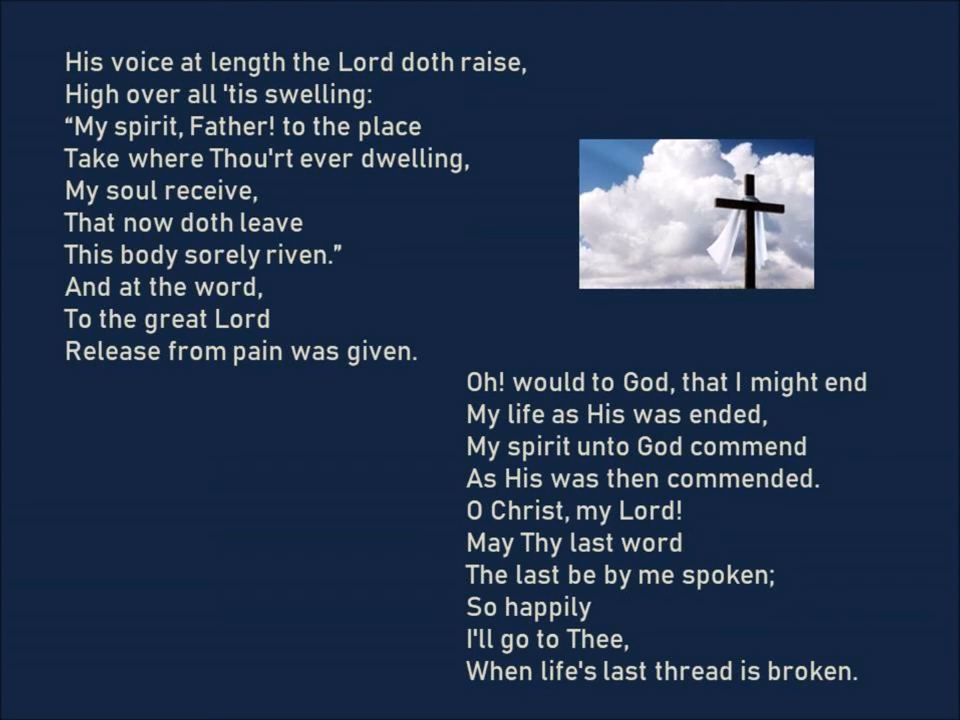 His voice at length the Lord doth raise,
High over all 'tis swelling:
“My spirit, Father! to the place
Take where Thou'rt ever dwelling,
My soul receive,
That now doth leave
This body sorely riven.”
And at the word,
To the great Lord
Release from pain was given.
Oh! would to God, that I might end
My life as His was ended,
My spirit unto God commend
As His was then commended.
O Christ, my Lord!
May Thy last word
The last be by me spoken;
So happily
I'll go to Thee,
When life's last thread is broken.